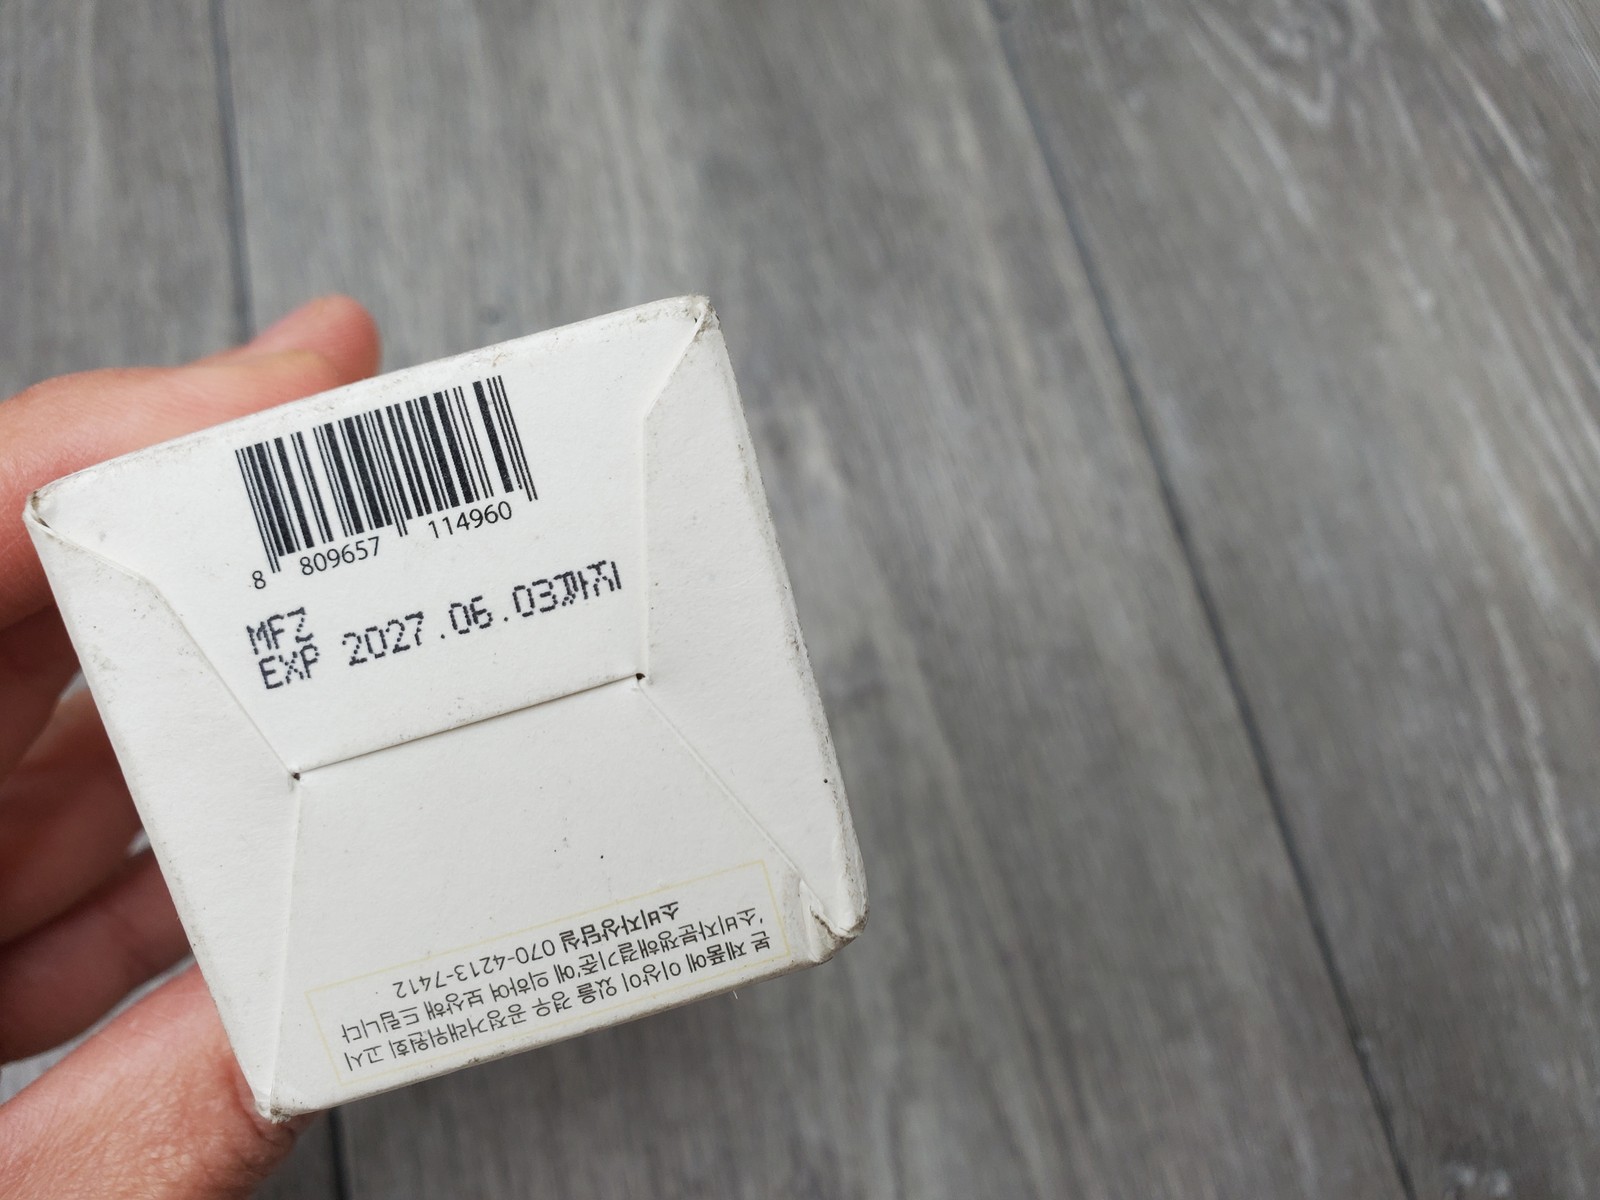 8 809657 114960
MFZ
EXP 2027.06.03까지
본 제품에 이상이 있을 경우 공정거래위원회 고시
'소비자분쟁해결기준'에 의하여 보상해 드립니다
소비자상담실 070-4213-7412